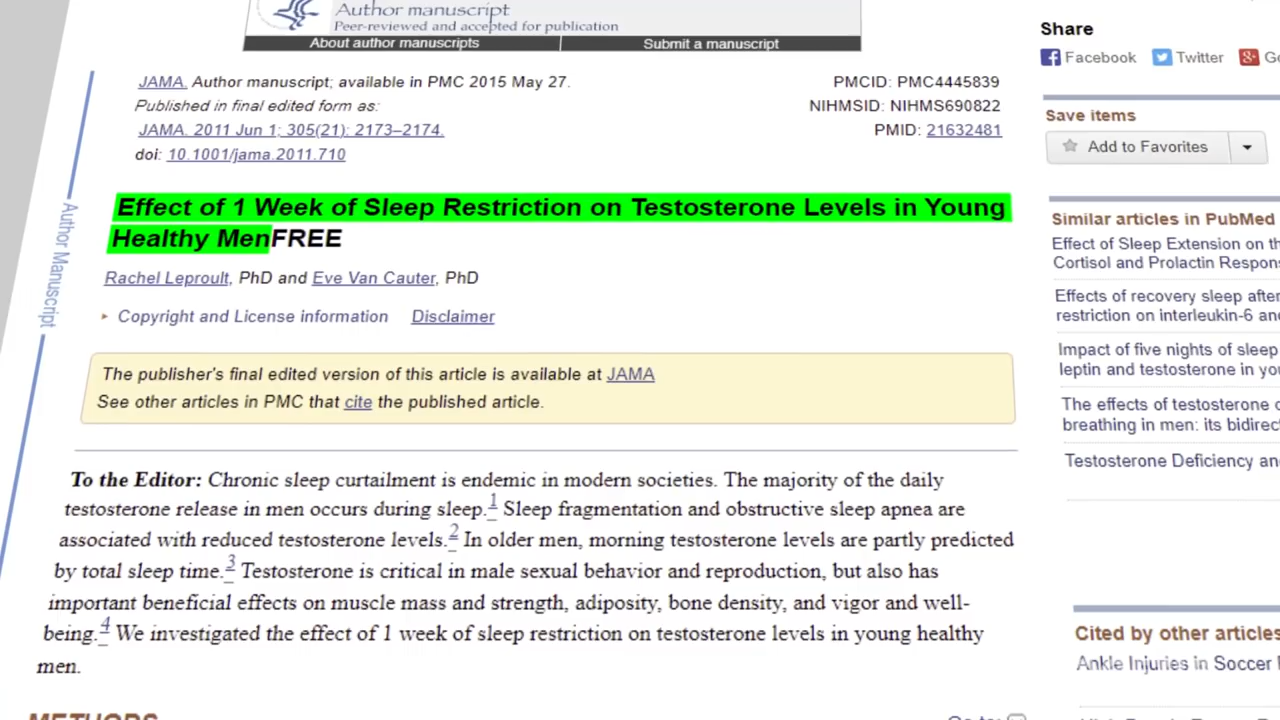 Author manuscript
Peer-reviewed and accepted for publication
About author manuscripts
Submit a manuscript
JAMA. Author manuscript; available in PMC 2015 May 27.
Published in final edited form as:
JAMA. 2011 Jun 1; 305(21): 2173–2174.
doi: 10.1001/jama.2011.710
PMCID: PMC4445839
NIHMSID: NIHMS690822
PMID: 21632481
Author Manuscript
Effect of 1 Week of Sleep Restriction on Testosterone Levels in Young
Healthy MenFREE
Rachel Leproult, PhD and Eve Van Cauter, PhD
Copyright and License information Disclaimer
The publisher's final edited version of this article is available at JAMA
See other articles in PMC that cite the published article.
To the Editor: Chronic sleep curtailment is endemic in modern societies. The majority of the daily
testosterone release in men occurs during sleep.1 Sleep fragmentation and obstructive sleep apnea are
associated with reduced testosterone levels.2 In older men, morning testosterone levels are partly predicted
by total sleep time.3 Testosterone is critical in male sexual behavior and reproduction, but also has
important beneficial effects on muscle mass and strength, adiposity, bone density, and vigor and well-
being.4 We investigated the effect of 1 week of sleep restriction on testosterone levels in young healthy
men.
METHODS
Share
Facebook Twitter
Save items
Add to Favorites
Similar articles in PubMed
Effect of Sleep Extension on
Cortisol and Prolactin
Effects of recovery sleep after
restriction on interleukin-6
Impact of five nights of sleep
leptin and testosterone in
The effects of testosterone
breathing in men: its
Testosterone Deficiency
Cited by other articles
Ankle Injuries in Soccer